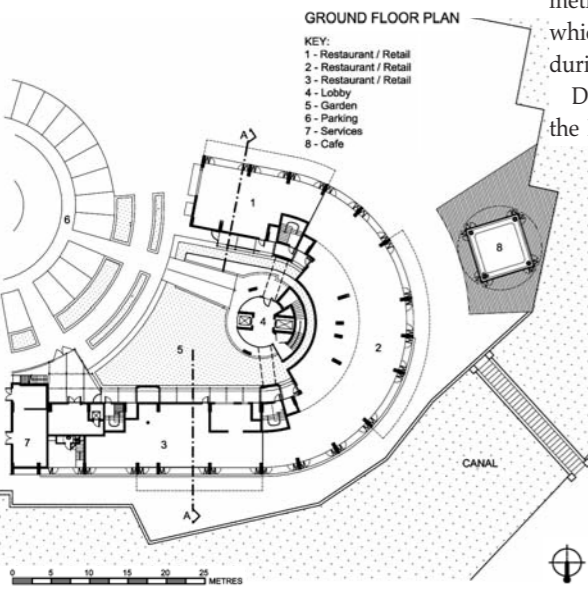 GROUND FLOOR PLAN
KEY:
1 - Restaurant / Retail
2 - Restaurant / Retail
3 - Restaurant / Retail
4 - Lobby
5 - Garden
6 - Parking
7 - Services
8 - Cafe
whic
duri
D
the
A
1
6
8
4
2
5
7
3
CANAL
A
0 5 10 15 20 25 METRES